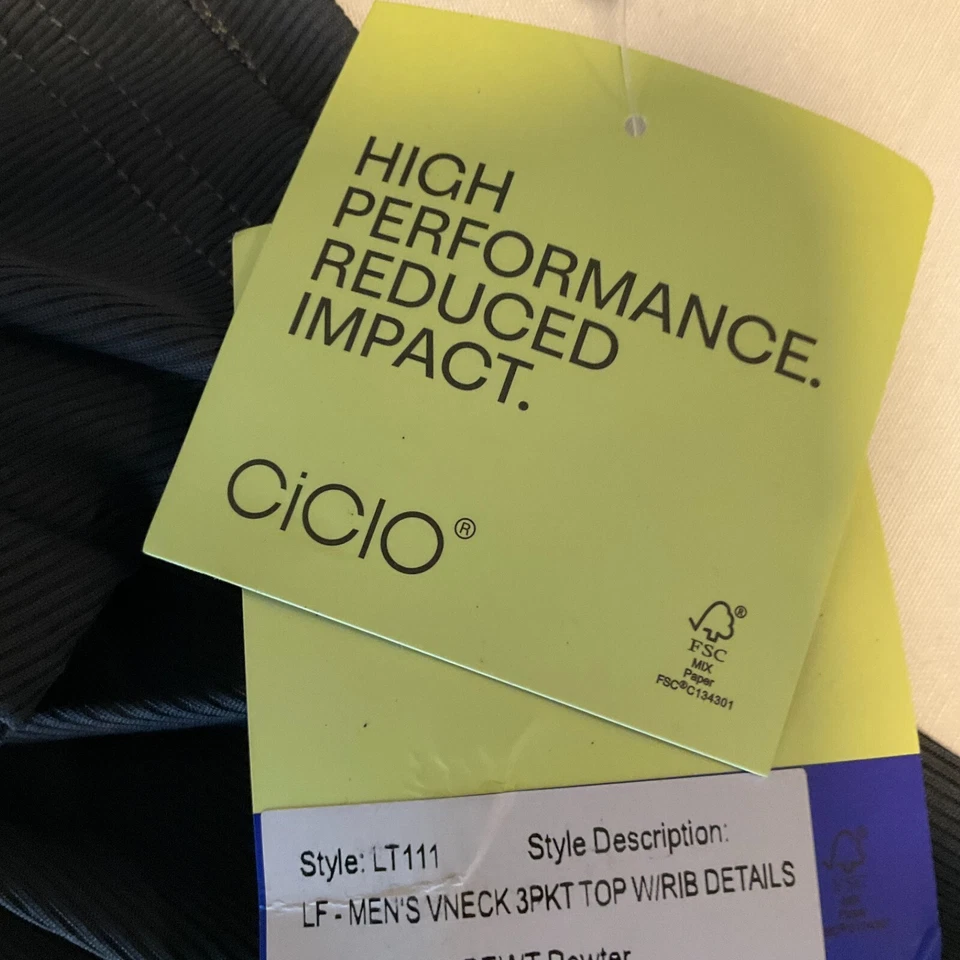 HIGH
PERFORMANCE.
REDUCED
IMPACT.
CiClO®
®
FSC
MIX
Paper
FSC®C134301
Style: LT111 Style Description:
LF - MEN'S VNECK 3PKT TOP W/RIB DETAILS
Pewter